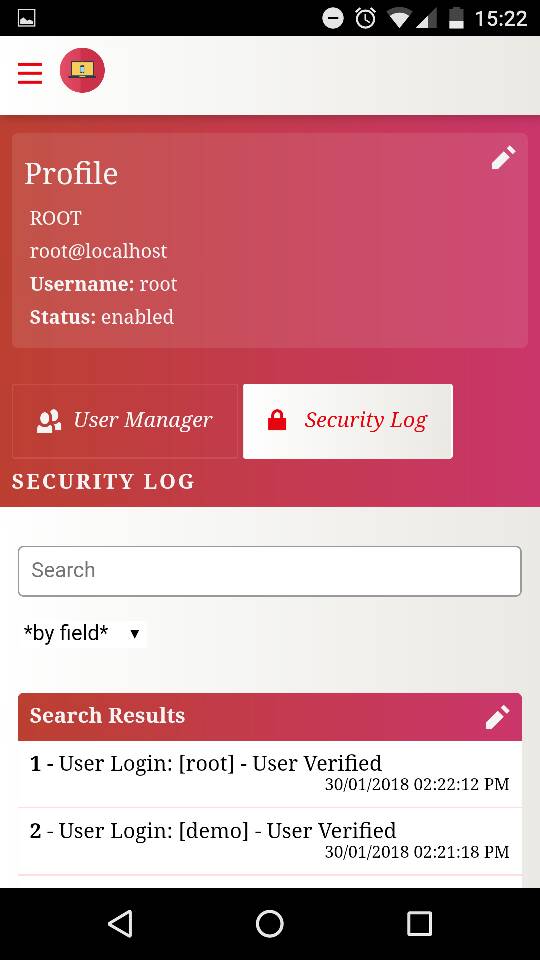 15:22
Profile
ROOT
root@localhost
Username: root
Status: enabled
User Manager
Security Log
SECURITY LOG
Search
*by field* ▼
Search Results
1 - User Login: [root] - User Verified
30/01/2018 02:22:12 PM
2 - User Login: [demo] - User Verified
30/01/2018 02:21:18 PM